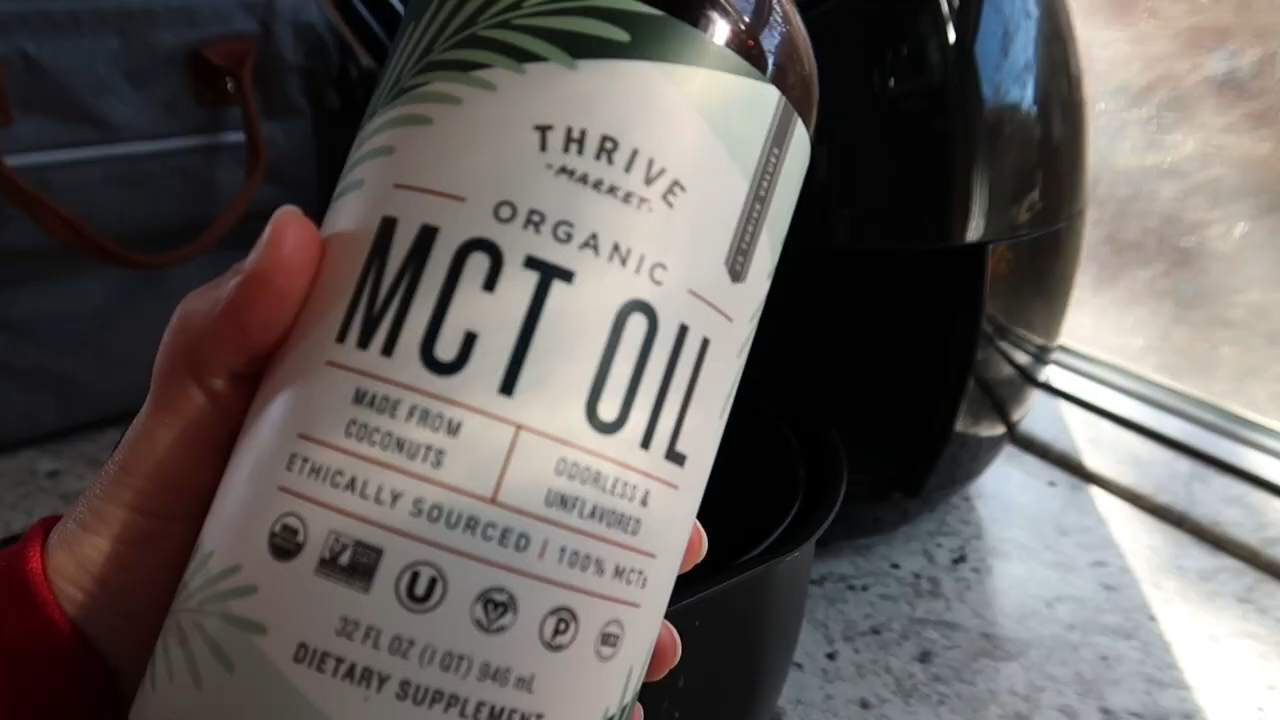 THRIVE
-MARKET-
ORGANIC
MCT OIL
MADE FROM
COCONUTS
ODORLESS &
UNFLAVORED
ETHICALLY SOURCED | 100% MCTs
U
P
32 FL OZ (1 QT) 946 mL
DIETARY SUPPLEMENT